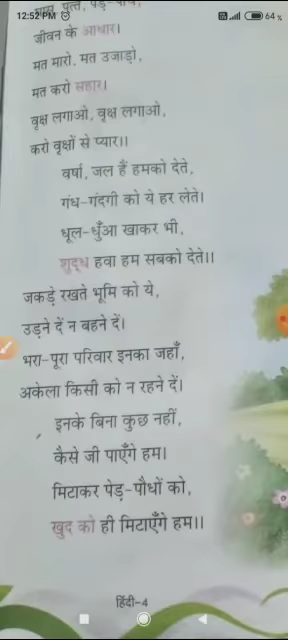 12:52 PM
64%
घास, पत्ते, पेड़-पौधे,
जीवन के आधार।
मत मारो, मत उजाड़ो,
मत करो संहार।
वृक्ष लगाओ, वृक्ष लगाओ,
करो वृक्षों से प्यार।।
वर्षा, जल हैं हमको देते,
गंध-गंदगी को ये हर लेते।
धूल-धुँआ खाकर भी,
शुद्ध हवा हम सबको देते।।
जकड़े रखते भूमि को ये,
उड़ने दें न बहने दें।
भरा-पूरा परिवार इनका जहाँ,
अकेला किसी को न रहने दें।
इनके बिना कुछ नहीं,
कैसे जी पाएँगे हम।
मिटाकर पेड़-पौधों को,
खुद को ही मिटाएँगे हम।।
हिंदी-4